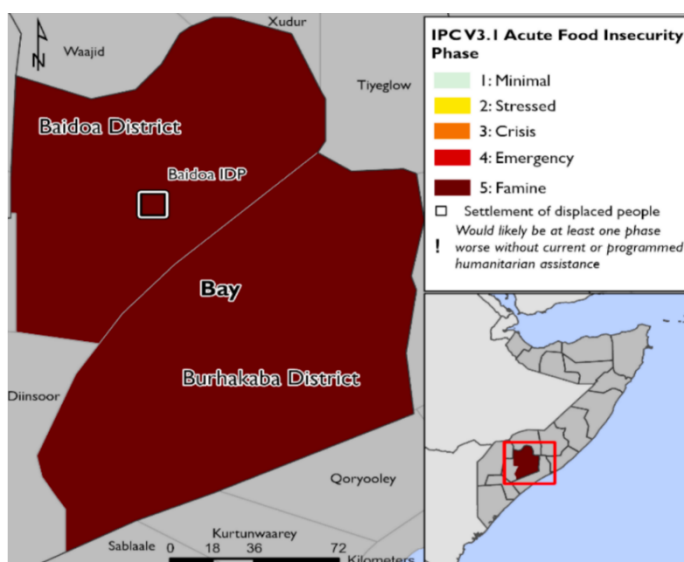 Xudur
Waajid
Tiyeglow
Baidoa District
Baidoa IDP
Bay
Burhakaba District
Diinsoor
Qoryooley
Kurtunwaarey
Sablaale
0 18 36 72
Kilometers
N
IPC V3.1 Acute Food Insecurity
Phase
1: Minimal
2: Stressed
3: Crisis
4: Emergency
5: Famine
Settlement of displaced people
Would likely be at least one phase
! worse without current or programmed
humanitarian assistance